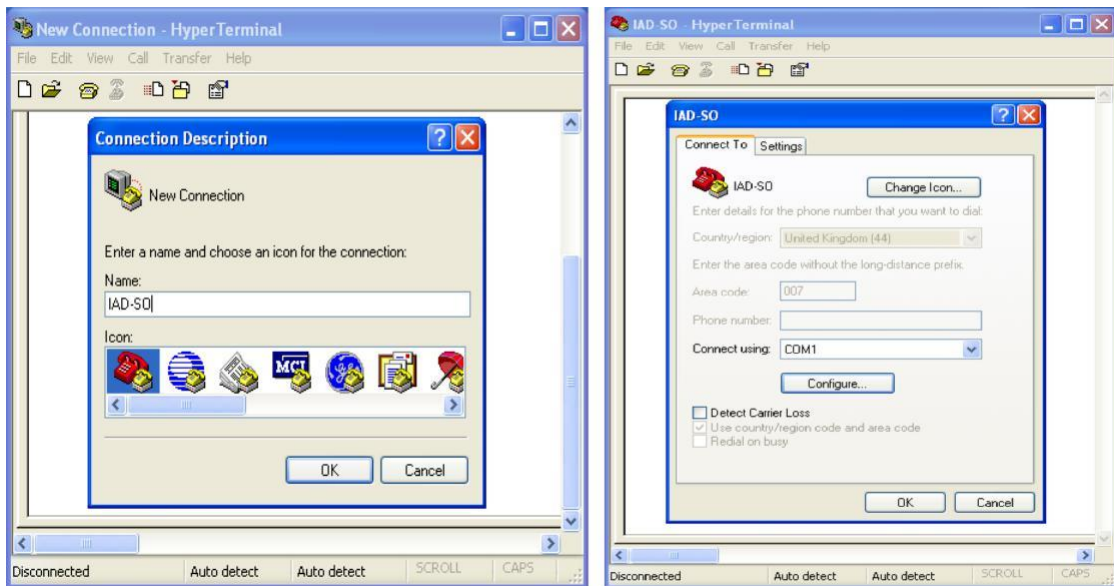 New Connection - HyperTerminal
File Edit View Call Transfer Help
Connection Description
New Connection
Enter a name and choose an icon for the connection:
Name:
IAD-SO
Icon:
MCI
OK Cancel
Disconnected Auto detect Auto detect SCROLL CAPS
IAD-SO - HyperTerminal
File Edit View Call Transfer Help
IAD-SO
Connect To Settings
IAD-SO Change Icon...
Enter details for the phone number that you want to dial:
Country/region: United Kingdom (44)
Enter the area code without the long-distance prefix.
Area code: 007
Phone number:
Connect using: COM1
Configure...
Detect Carrier Loss
Use country/region code and area code
Redial on busy
OK Cancel
Disconnected Auto detect Auto detect SCROLL CAPS